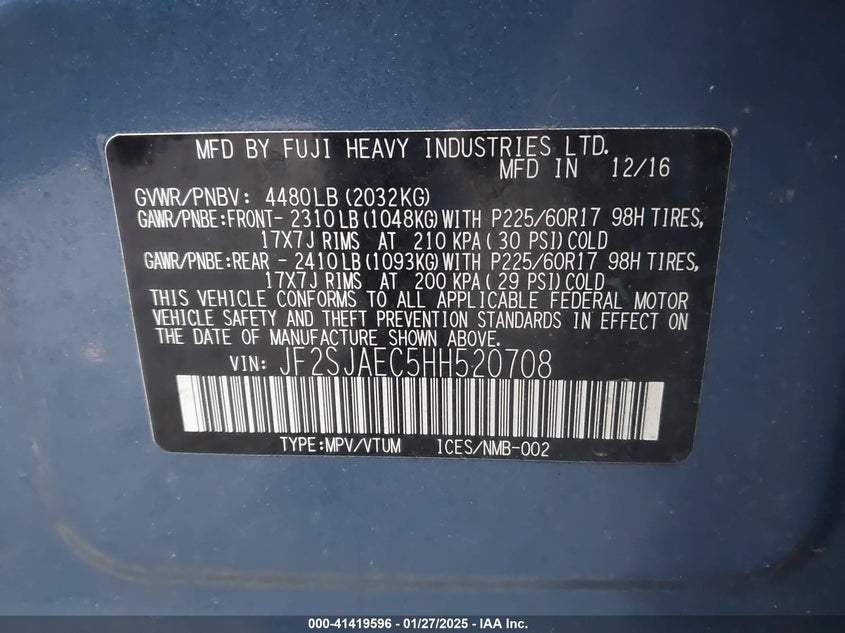 MFD BY FUJI HEAVY INDUSTRIES LTD.
MFD IN 12/16
GVWR/PNBV: 4480LB (2032KG)
GAWR/PNBE:FRONT- 2310LB (1048KG) WITH P225/60R17 98H TIRES,
17X7J RIMS AT 210 KPA( 30 PSI) COLD
GAWR/PNBE:REAR - 2410LB (1093KG) WITH P225/60R17 98H TIRES,
17X7J RIMS AT 200 KPA( 29 PSI) COLD
THIS VEHICLE CONFORMS TO ALL APPLICABLE FEDERAL MOTOR
VEHICLE SAFETY AND THEFT PREVENTION STANDARDS IN EFFECT ON
THE DATE OF MANUFACTURE SHOWN ABOVE.
VIN: JF2SJAEC5HH520708
TYPE:MPV/VTUM ICES/NMB-002
000-41419596 - 01/27/2025 - IAA Inc.